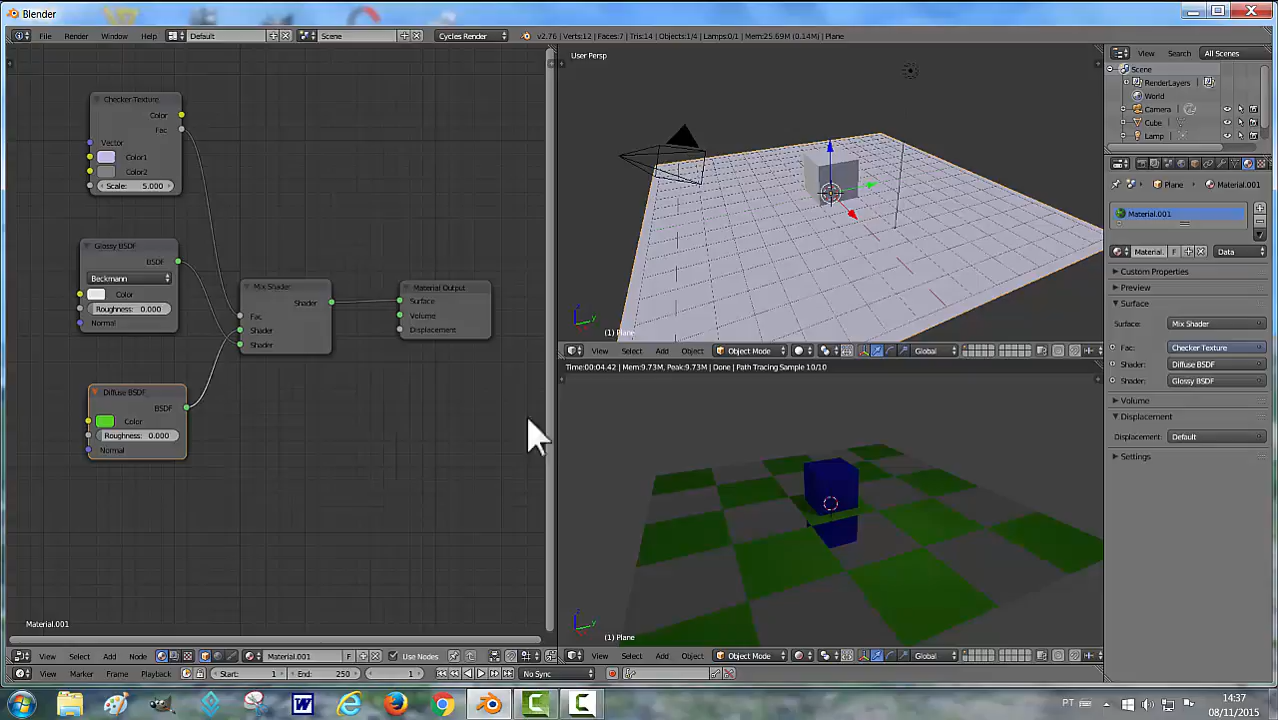 Blender
File Render Window Help Default Scene Cycles Render v2.76 | Verts:12 | Faces:7 | Tris:14 | Objects:1/4 | Lamps:0/1 | Mem:25.69M (0.14M) | Plane
Checker Texture
Color
Fac
Vector
Color1
Color2
Scale: 5.000
Glossy BSDF
BSDF
Beckmann
Color
Roughness: 0.000
Normal
Mix Shader
Shader
Fac
Shader
Shader
Material Output
Surface
Volume
Displacement
Diffuse BSDF
BSDF
Color
Roughness: 0.000
Normal
Material.001
View Select Add Node Material.001 F Use Nodes
View Marker Frame Playback Start: 1 End: 250 1 No Sync
User Persp
(1) Plane
View Select Add Object Object Mode Global
Time:00:04.42 | Mem:9.73M, Peak:9.73M | Done | Path Tracing Sample 10/10
(1) Plane
View Select Add Object Object Mode Global
View Search All Scenes
Scene
RenderLayers
World
Camera
Cube
Lamp
Plane Material.001
Material.001
Material. F Data
Custom Properties
Preview
Surface
Surface: Mix Shader
Fac: Checker Texture
Shader: Diffuse BSDF
Shader: Glossy BSDF
Volume
Displacement
Displacement: Default
Settings
PT
14:37
08/11/2015